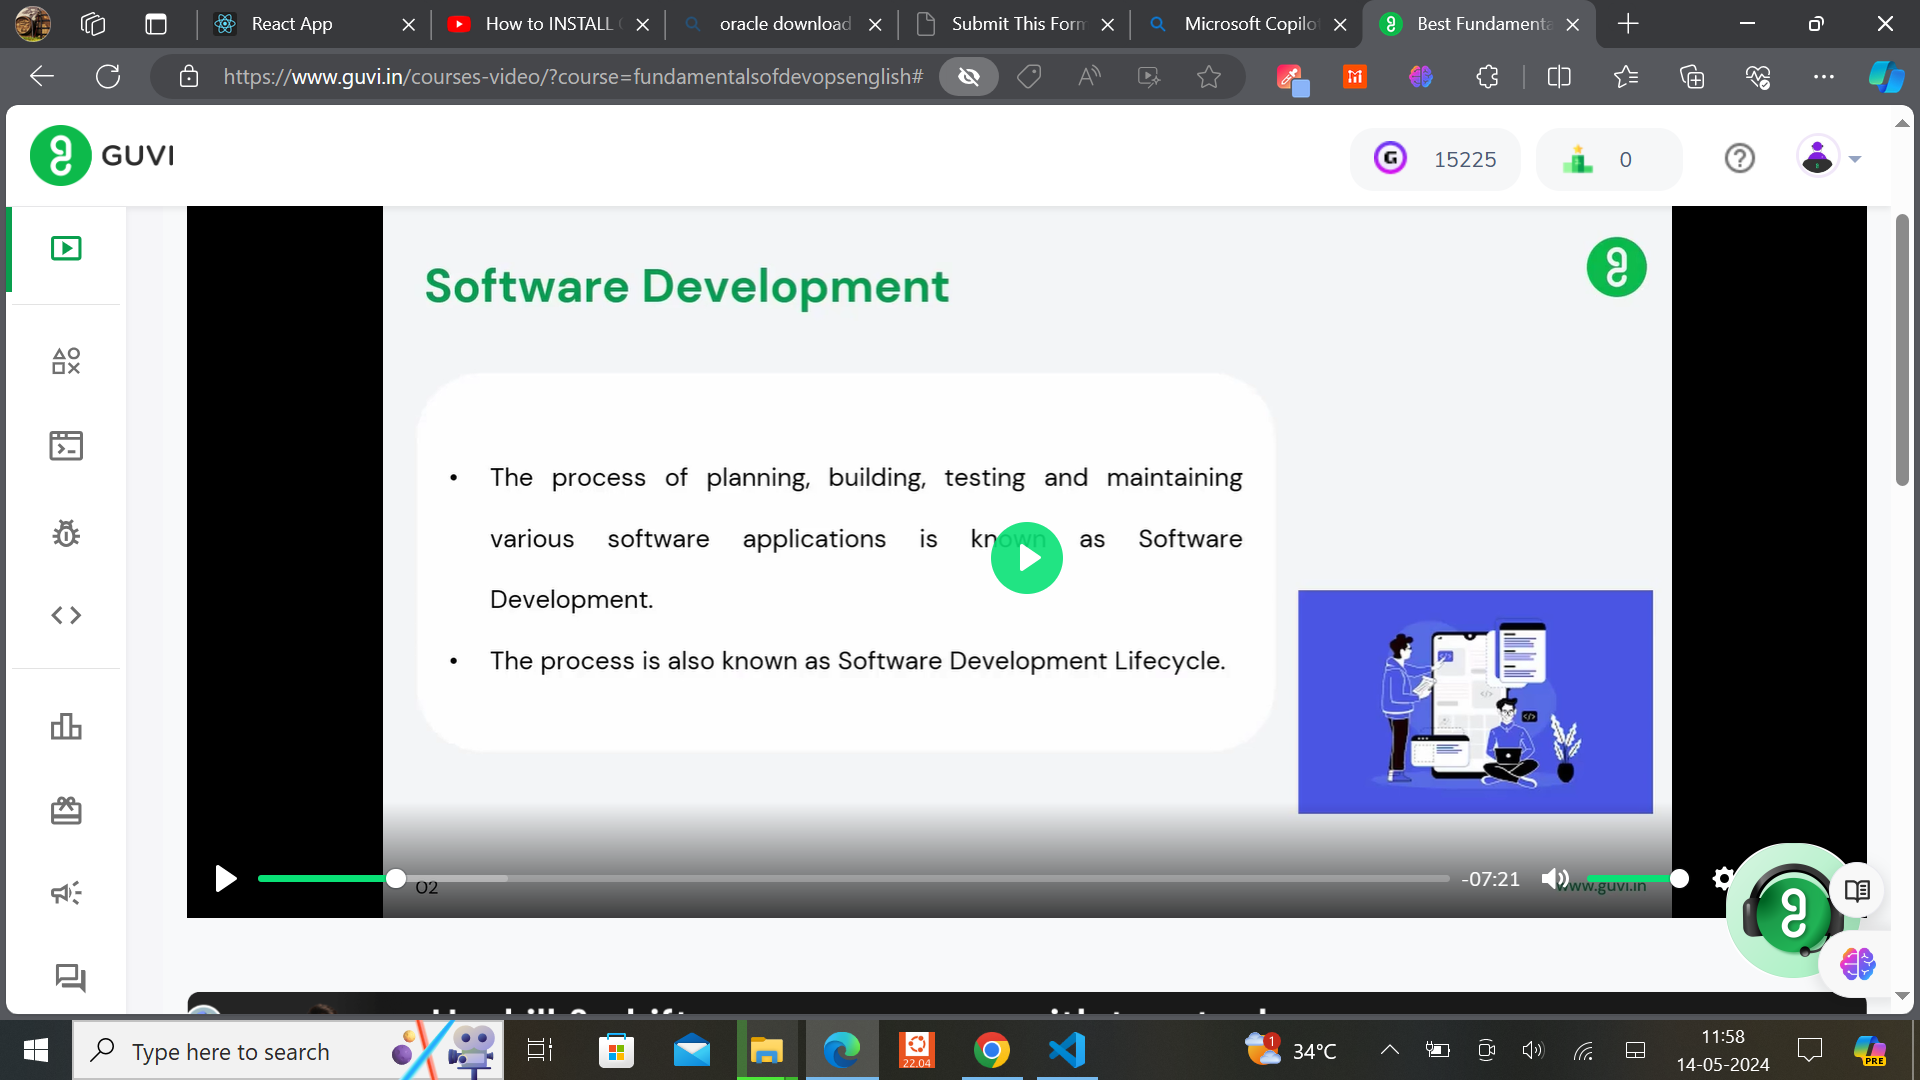 React App
How to INSTALL
oracle download
Submit This Form
Microsoft Copilot
Best Fundamenta
https://www.guvi.in/courses-video/?course=fundamentalsofdevopsenglish#
GUVI
15225
0
Software Development
• The process of planning, building, testing and maintaining
various software applications is known as Software
Development.
• The process is also known as Software Development Lifecycle.
02
-07:21
www.guvi.in
Type here to search
22.04
1
34°C
11:58
14-05-2024
PRE